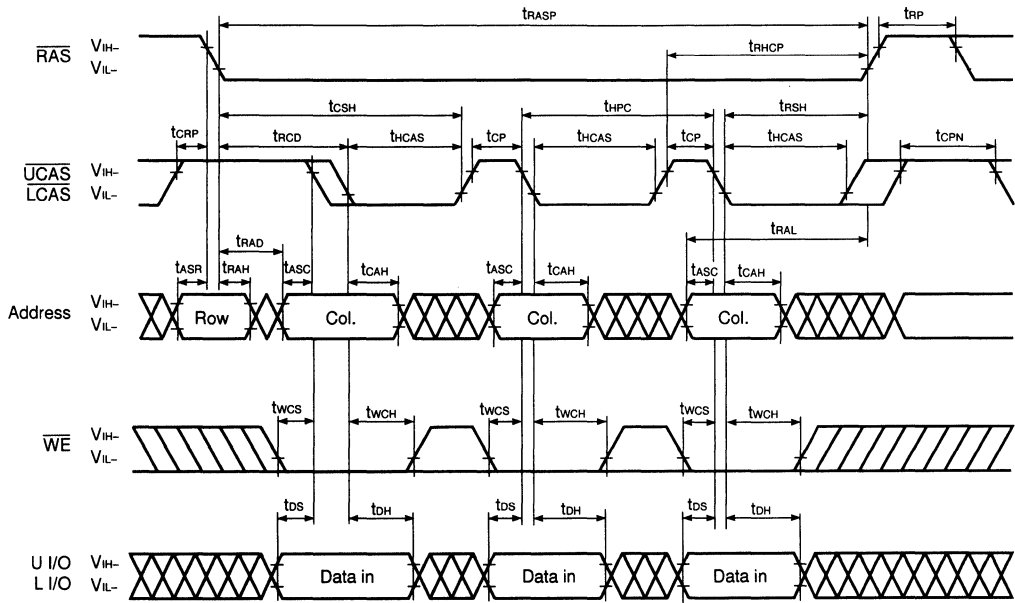 tRASP tRP
RAS VIH– VIL–
tRHCP
tCSH tHPC tRSH
tCRP tRCD tHCAS tCP tHCAS tCP tHCAS tCPN
UCAS VIH–
LCAS VIL–
tRAD tRAL
tASR tRAH tASC tCAH tASC tCAH tASC tCAH
Address VIH– VIL– Row Col. Col. Col.
tWCS tWCH tWCS tWCH tWCS tWCH
WE VIH– VIL–
tDS tDH tDS tDH tDS tDH
U I/O VIH–
L I/O VIL– Data in Data in Data in